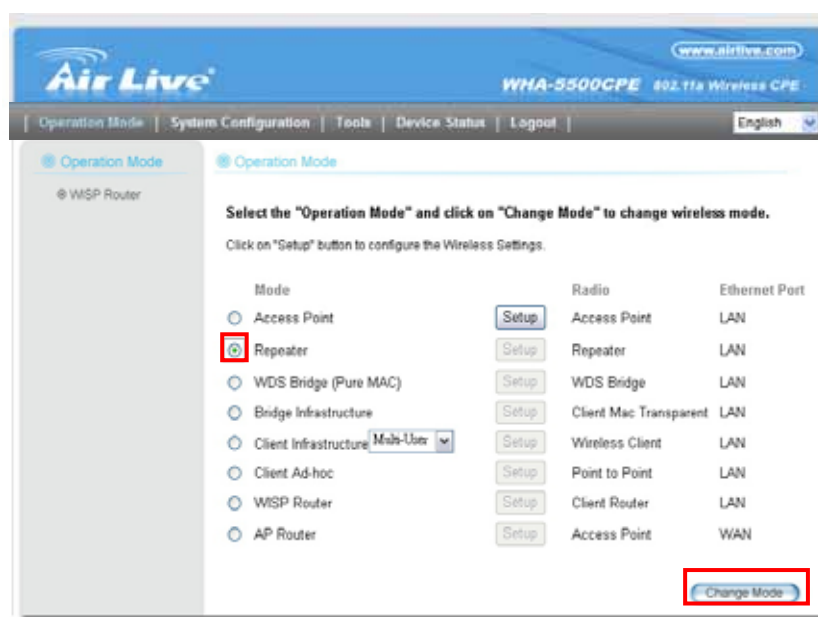 www.airlive.com
Air Live
WHA-5500CPE 802.11a Wireless CPE
Operation Mode | System Configuration | Tools | Device Status | Logout | English
Operation Mode
WISP Router
Operation Mode
Select the "Operation Mode" and click on "Change Mode" to change wireless mode.
Click on "Setup" button to configure the Wireless Settings.
Mode Radio Ethernet Port
Access Point Setup Access Point LAN
Repeater Setup Repeater LAN
WDS Bridge (Pure MAC) Setup WDS Bridge LAN
Bridge Infrastructure Setup Client Mac Transparent LAN
Client Infrastructure Multi-User Setup Wireless Client LAN
Client Ad-hoc Setup Point to Point LAN
WISP Router Setup Client Router LAN
AP Router Setup Access Point WAN
Change Mode